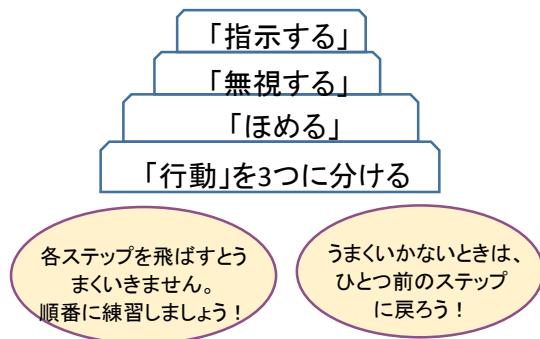 「指示する」
「無視する」
「ほめる」
「行動」を3つに分ける
各ステップを飛ばすとう
まくいきません。
順番に練習しましょう！
うまくいかないときは、
ひとつ前のステップ
に戻ろう！